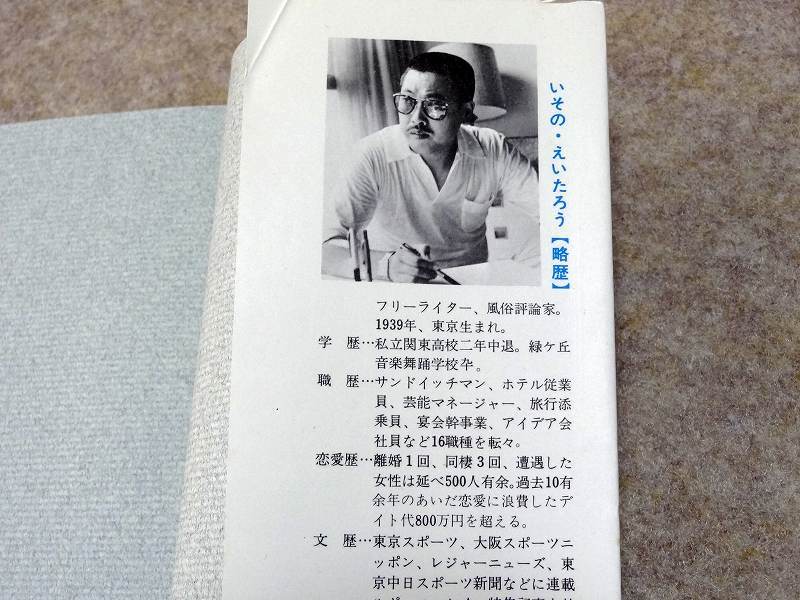 いその・えいたろう【略歴】
フリーライター、風俗評論家。
1939年、東京生まれ。
学　歴…私立関東高校二年中退。緑ケ丘
音楽舞踊学校卒。
職　歴…サンドイッチマン、ホテル従業
員、芸能マネージャー、旅行添
乗員、宴会幹事業、アイデア会
社員など16職種を転々。
恋愛歴…離婚1回、同棲3回、遭遇した
女性は延べ500人有余。過去10有
余年のあいだ恋愛に浪費したデ
イト代800万円を超える。
文　歴…東京スポーツ、大阪スポーツニ
ッポン、レジャーニューズ、東
京中日スポーツ新聞などに連載